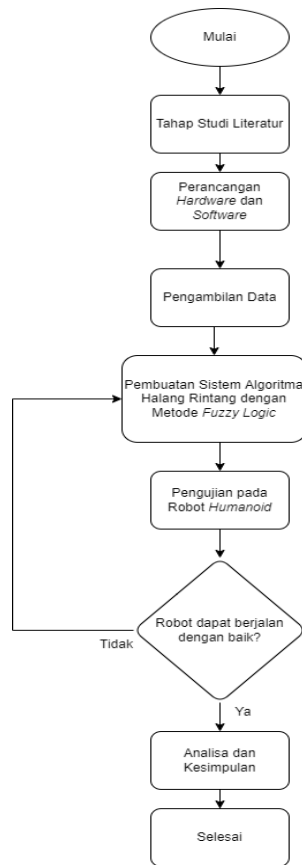 Mulai
Tahap Studi Literatur
Perancangan
Hardware dan
Software
Pengambilan Data
Pembuatan Sistem Algoritma
Halang Rintang dengan
Metode Fuzzy Logic
Pengujian pada
Robot Humanoid
Robot dapat berjalan
dengan baik?
Tidak
Ya
Analisa dan
Kesimpulan
Selesai